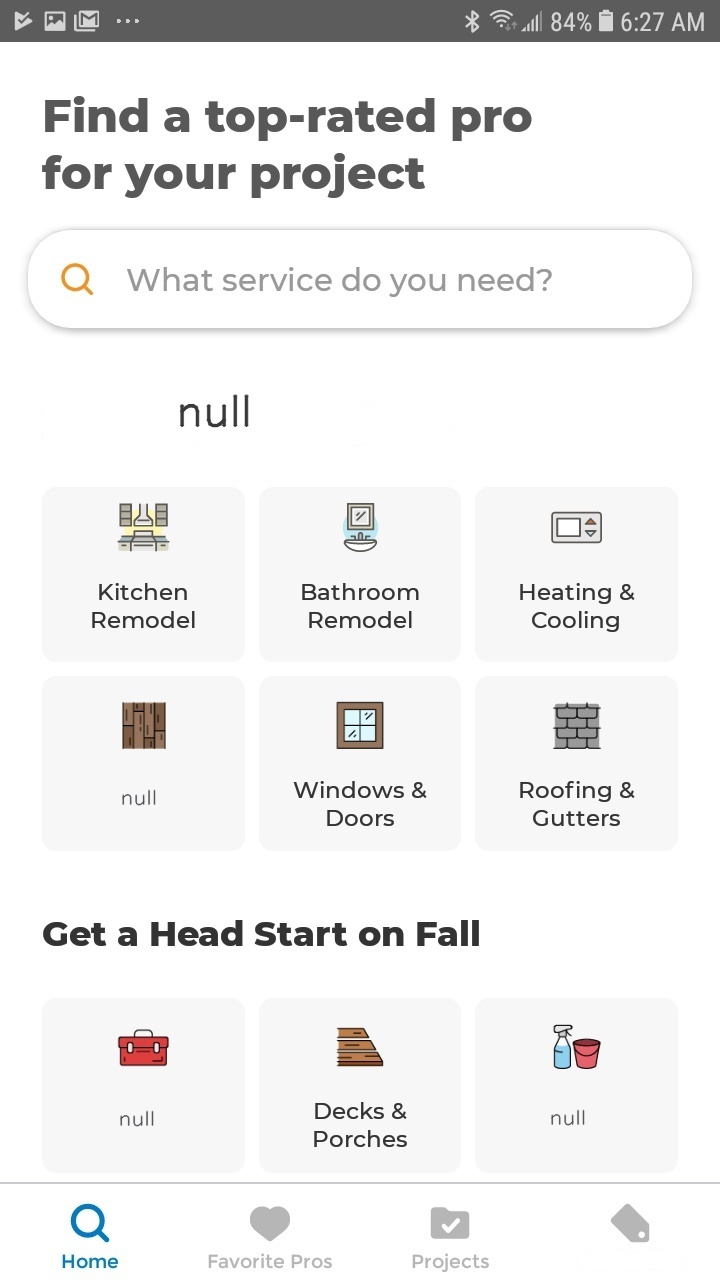 84% 6:27 AM
Find a top-rated pro
for your project
What service do you need?
null
Kitchen
Remodel
Bathroom
Remodel
Heating &
Cooling
null
Windows &
Doors
Roofing &
Gutters
Get a Head Start on Fall
null
Decks &
Porches
null
Home
Favorite Pros
Projects